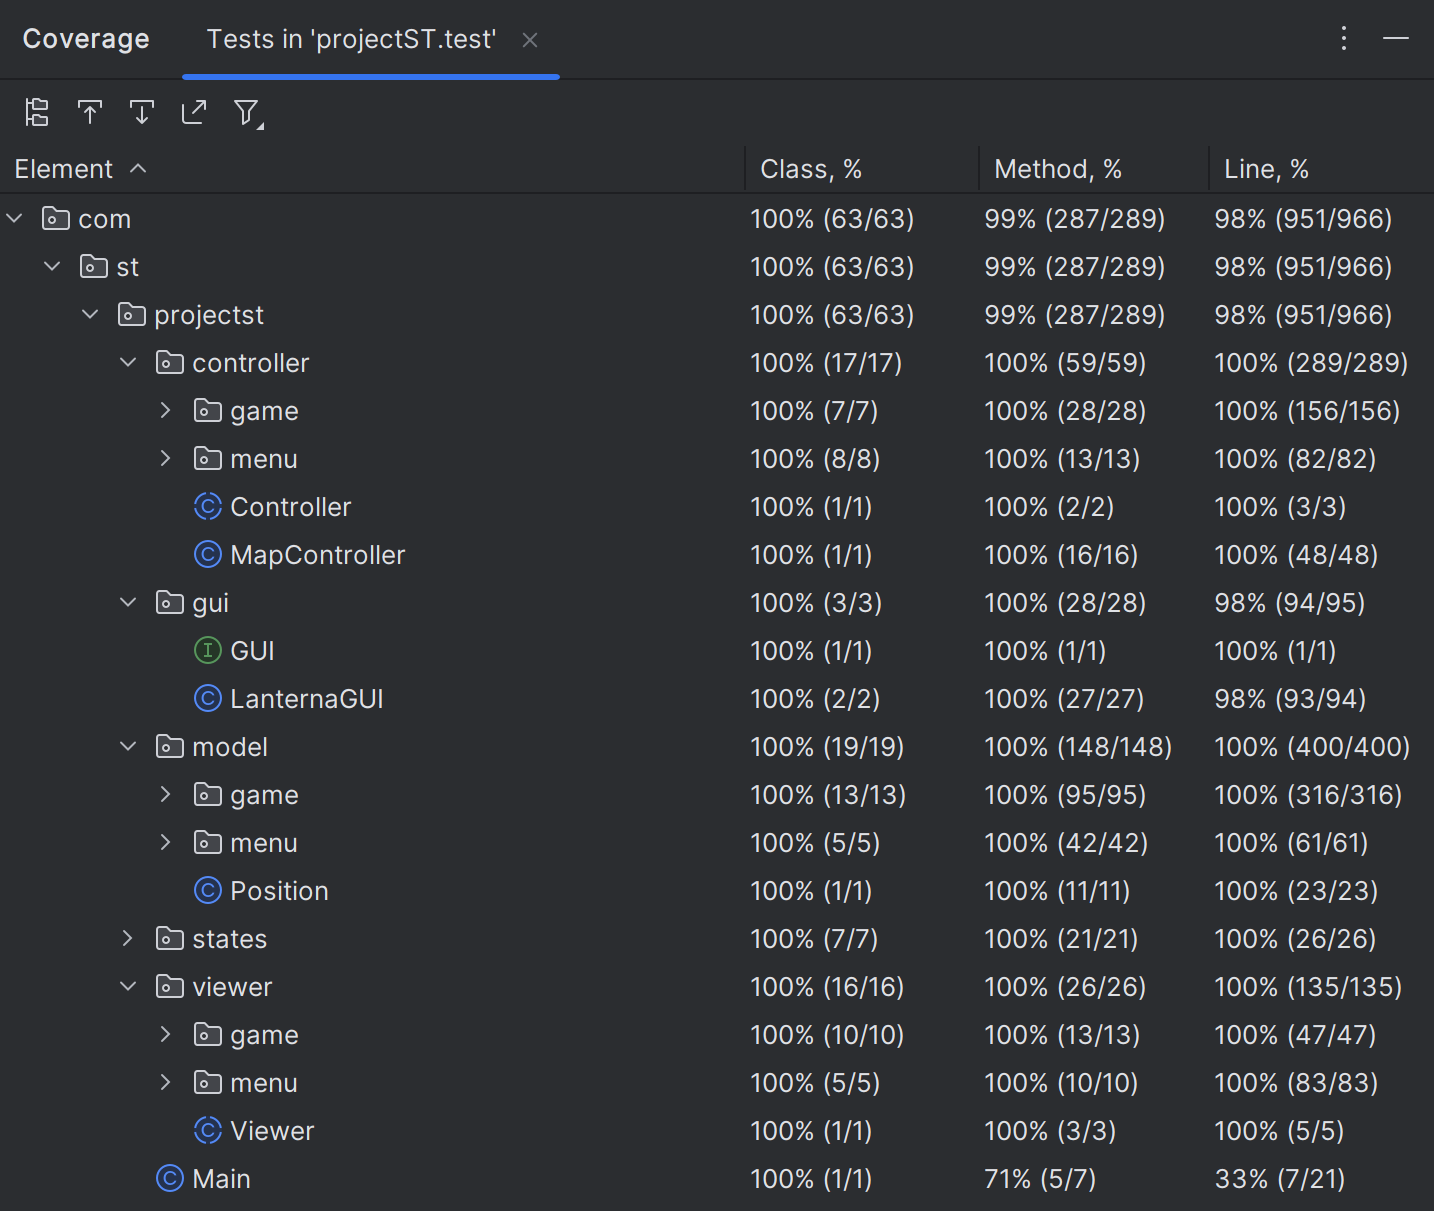 Coverage Tests in 'projectST.test'
Element Class, % Method, % Line, %
com 100% (63/63) 99% (287/289) 98% (951/966)
st 100% (63/63) 99% (287/289) 98% (951/966)
projectst 100% (63/63) 99% (287/289) 98% (951/966)
controller 100% (17/17) 100% (59/59) 100% (289/289)
game 100% (7/7) 100% (28/28) 100% (156/156)
menu 100% (8/8) 100% (13/13) 100% (82/82)
C Controller 100% (1/1) 100% (2/2) 100% (3/3)
C MapController 100% (1/1) 100% (16/16) 100% (48/48)
gui 100% (3/3) 100% (28/28) 98% (94/95)
I GUI 100% (1/1) 100% (1/1) 100% (1/1)
C LanternaGUI 100% (2/2) 100% (27/27) 98% (93/94)
model 100% (19/19) 100% (148/148) 100% (400/400)
game 100% (13/13) 100% (95/95) 100% (316/316)
menu 100% (5/5) 100% (42/42) 100% (61/61)
C Position 100% (1/1) 100% (11/11) 100% (23/23)
states 100% (7/7) 100% (21/21) 100% (26/26)
viewer 100% (16/16) 100% (26/26) 100% (135/135)
game 100% (10/10) 100% (13/13) 100% (47/47)
menu 100% (5/5) 100% (10/10) 100% (83/83)
C Viewer 100% (1/1) 100% (3/3) 100% (5/5)
C Main 100% (1/1) 71% (5/7) 33% (7/21)